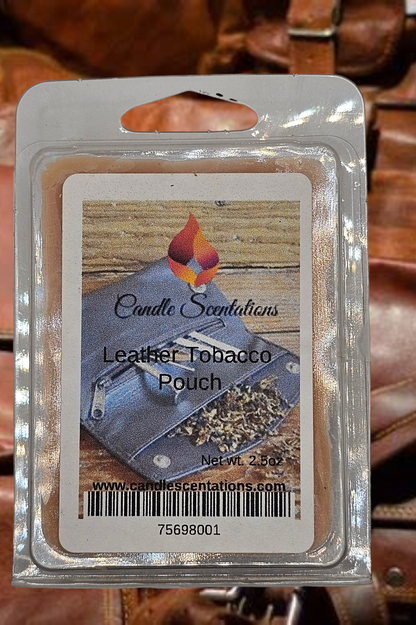 Candle Scentations
Leather Tobacco
Pouch
Net wt. 2.5oz
www.candlescentations.com
75698001